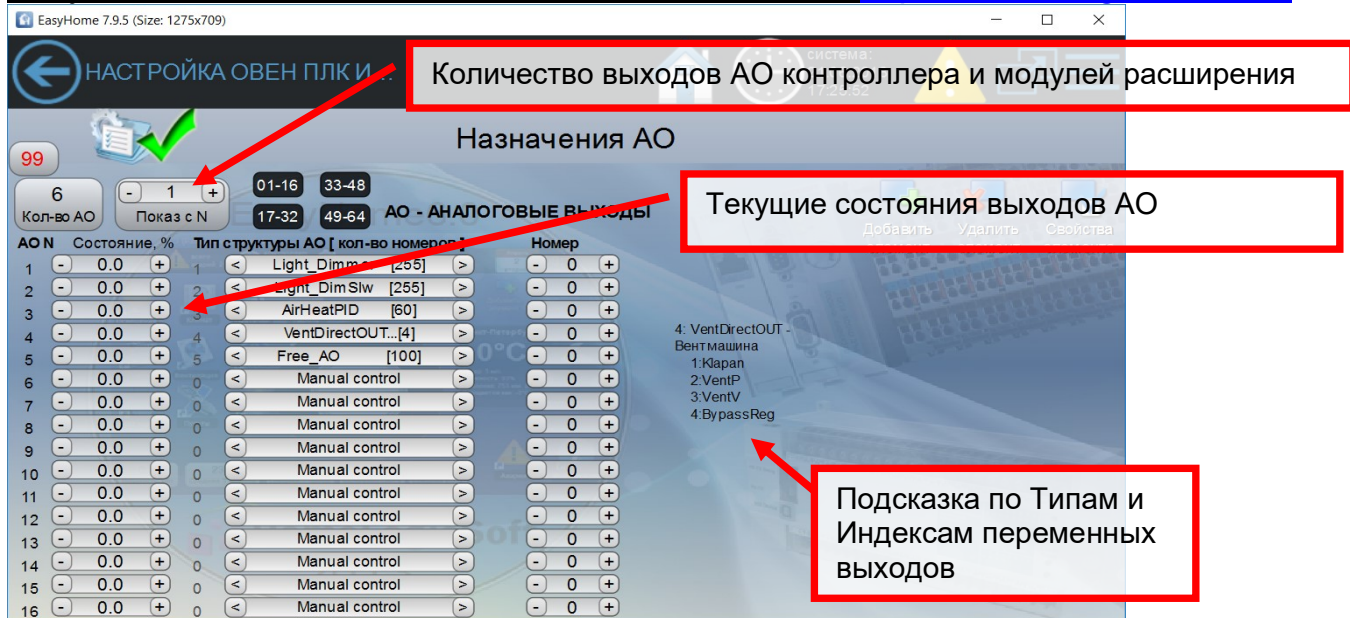 EasyHome 7.9.5 (Size: 1275x709)
НАСТРОЙКА ОВЕН ПЛК И...
система:
17:23:52
Количество выходов АО контроллера и модулей расширения
Назначения АО
99
6
Кол-во АО
- 1 +
Показ с N
01-16 33-48
17-32 49-64
АО - АНАЛОГОВЫЕ ВЫХОДЫ
Текущие состояния выходов АО
Добавить Удалить Свойства
АО N Состояние, % Тип структуры АО [ кол-во номеров ] Номер
1 - 0.0 + 1 < Light_Dimmer [255] > - 0 +
2 - 0.0 + 2 < Light_DimSlw [255] > - 0 +
3 - 0.0 + 3 < AirHeatPID [60] > - 0 +
4 - 0.0 + 4 < VentDirectOUT...[4] > - 0 +
5 - 0.0 + 5 < Free_AO [100] > - 0 +
6 - 0.0 + 0 < Manual control > - 0 +
7 - 0.0 + 0 < Manual control > - 0 +
8 - 0.0 + 0 < Manual control > - 0 +
9 - 0.0 + 0 < Manual control > - 0 +
10 - 0.0 + 0 < Manual control > - 0 +
11 - 0.0 + 0 < Manual control > - 0 +
12 - 0.0 + 0 < Manual control > - 0 +
13 - 0.0 + 0 < Manual control > - 0 +
14 - 0.0 + 0 < Manual control > - 0 +
15 - 0.0 + 0 < Manual control > - 0 +
16 - 0.0 + 0 < Manual control > - 0 +
4: VentDirectOUT -
Вентмашина
1:Klapan
2:VentP
3:VentV
4:BypassReg
Подсказка по Типам и
Индексам переменных
выходов